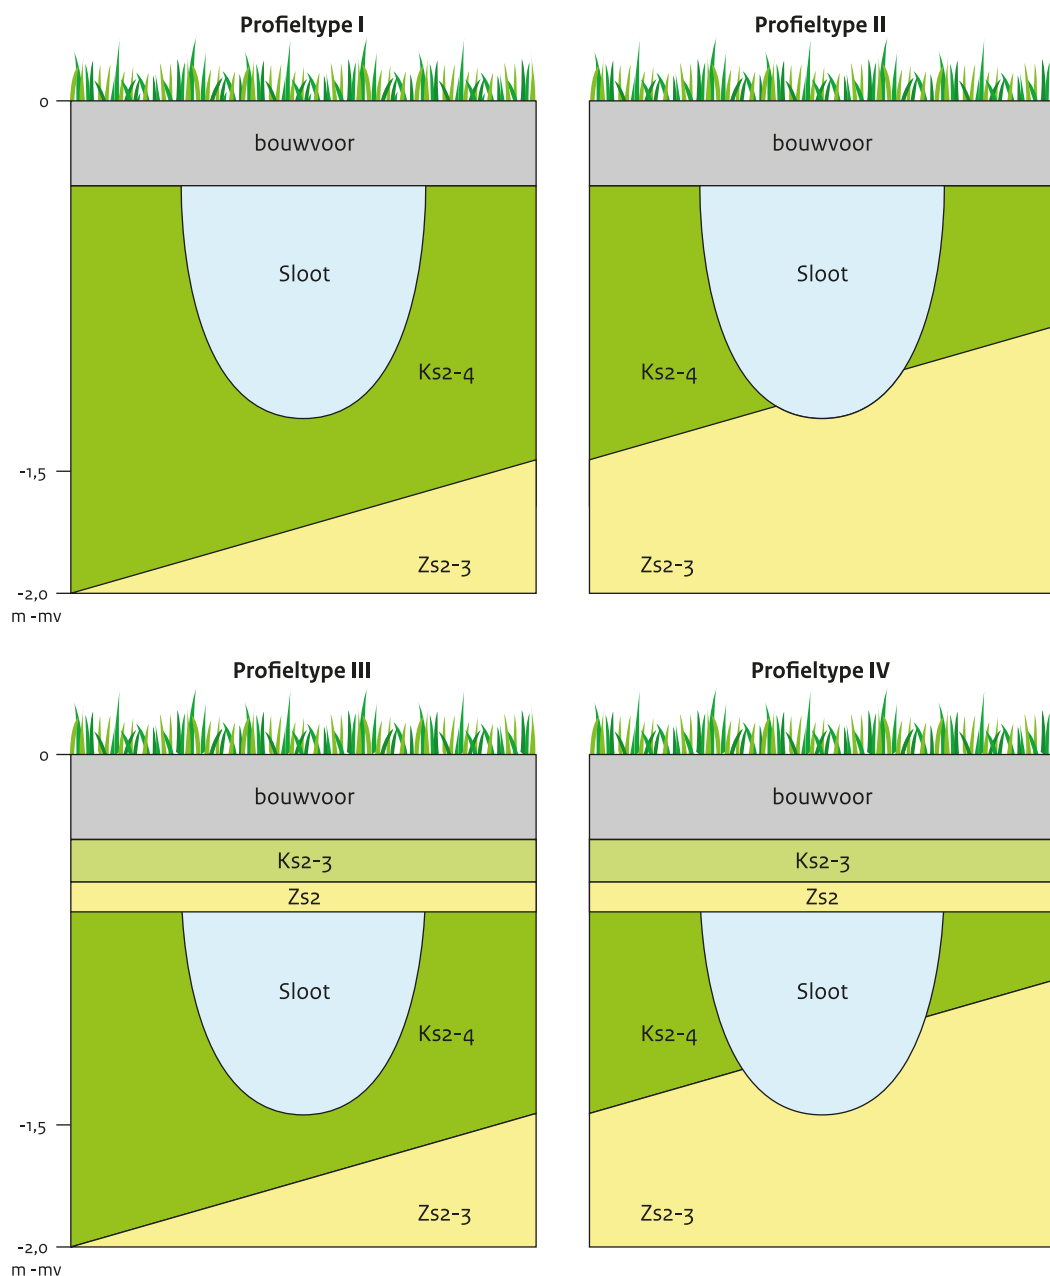 Profieltype I
Profieltype II
0
bouwvoor
bouwvoor
Sloot
Sloot
Ks2-4
Ks2-4
-1,5
Zs2-3
Zs2-3
-2,0
m -mv
Profieltype III
Profieltype IV
0
bouwvoor
bouwvoor
Ks2-3
Ks2-3
Zs2
Zs2
Sloot
Sloot
Ks2-4
Ks2-4
-1,5
Zs2-3
Zs2-3
-2,0
m -mv